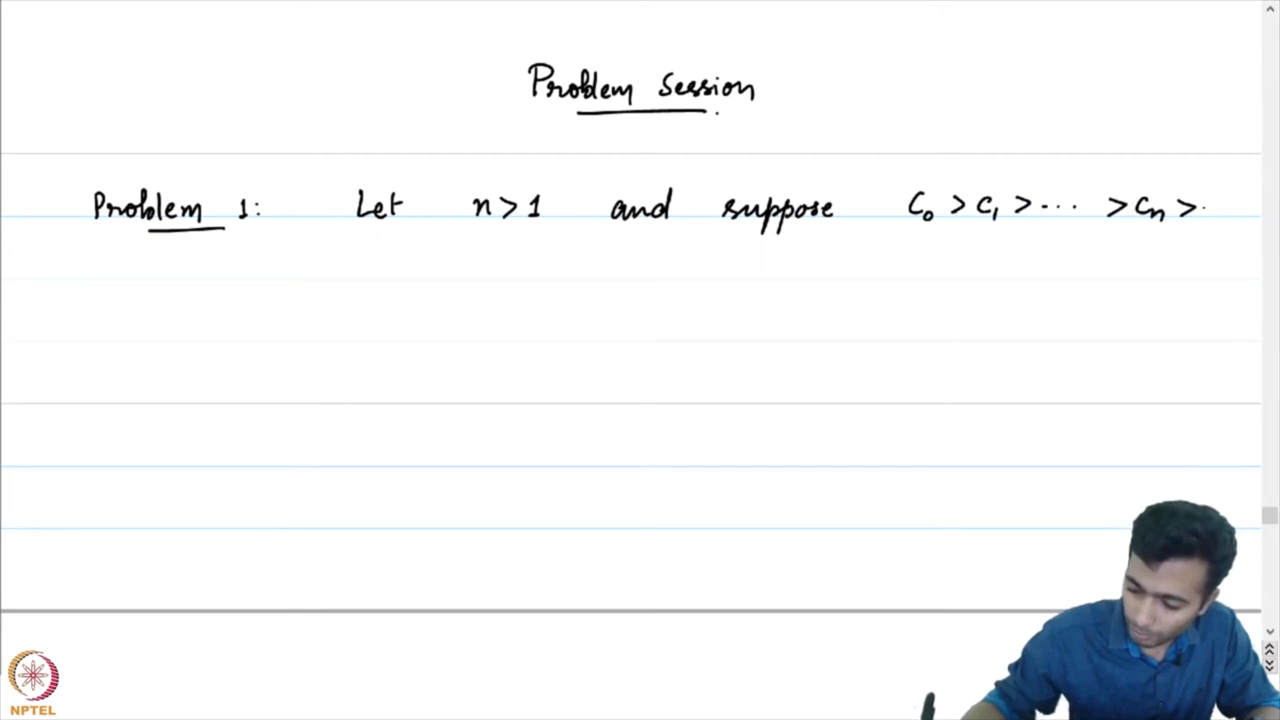 Problem Session
Problem 1: Let n > 1 and suppose C₀ > C₁ > ... > Cₙ >
NPTEL